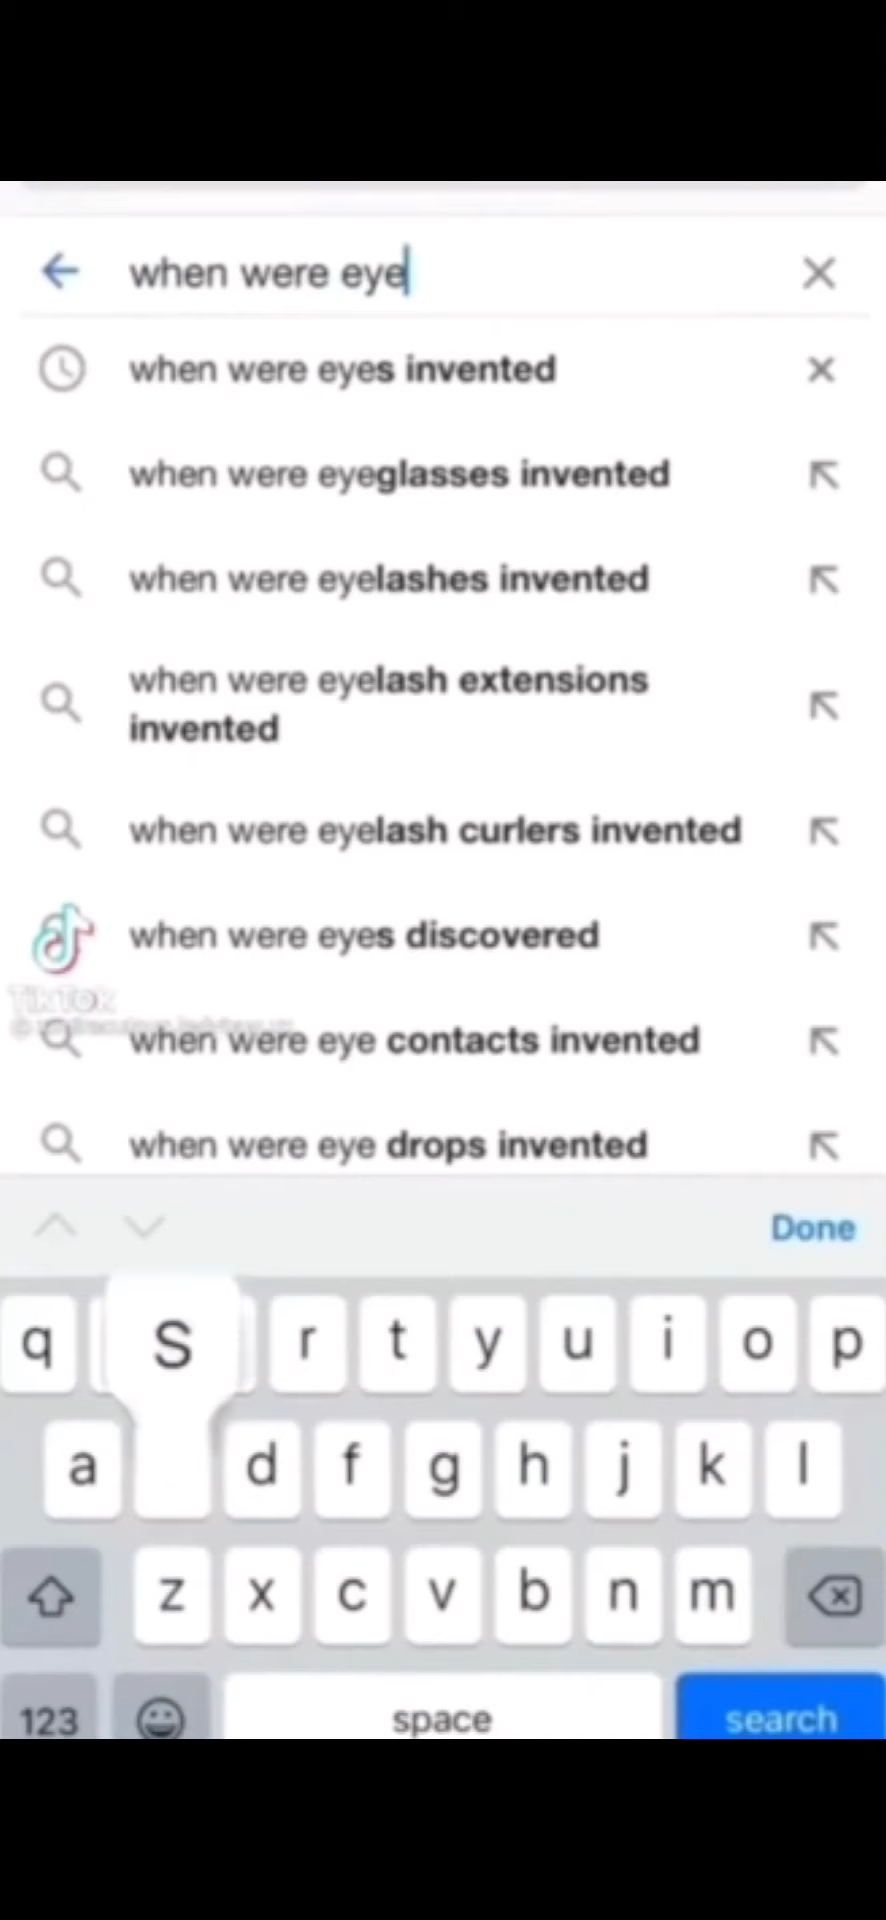 when were eye
when were eyes invented
when were eyeglasses invented
when were eyelashes invented
when were eyelash extensions
invented
when were eyelash curlers invented
when were eyes discovered
TikTok
when were eye contacts invented
when were eye drops invented
Done
q S r t y u i o p
a d f g h j k l
z x c v b n m
123 space search